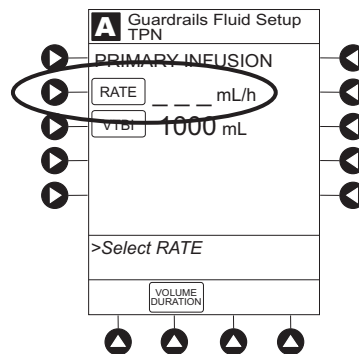 A Guardrails Fluid Setup
TPN
PRIMARY INFUSION
RATE _ _ _ mL/h
VTBI 1000 mL
>Select RATE
VOLUME
DURATION